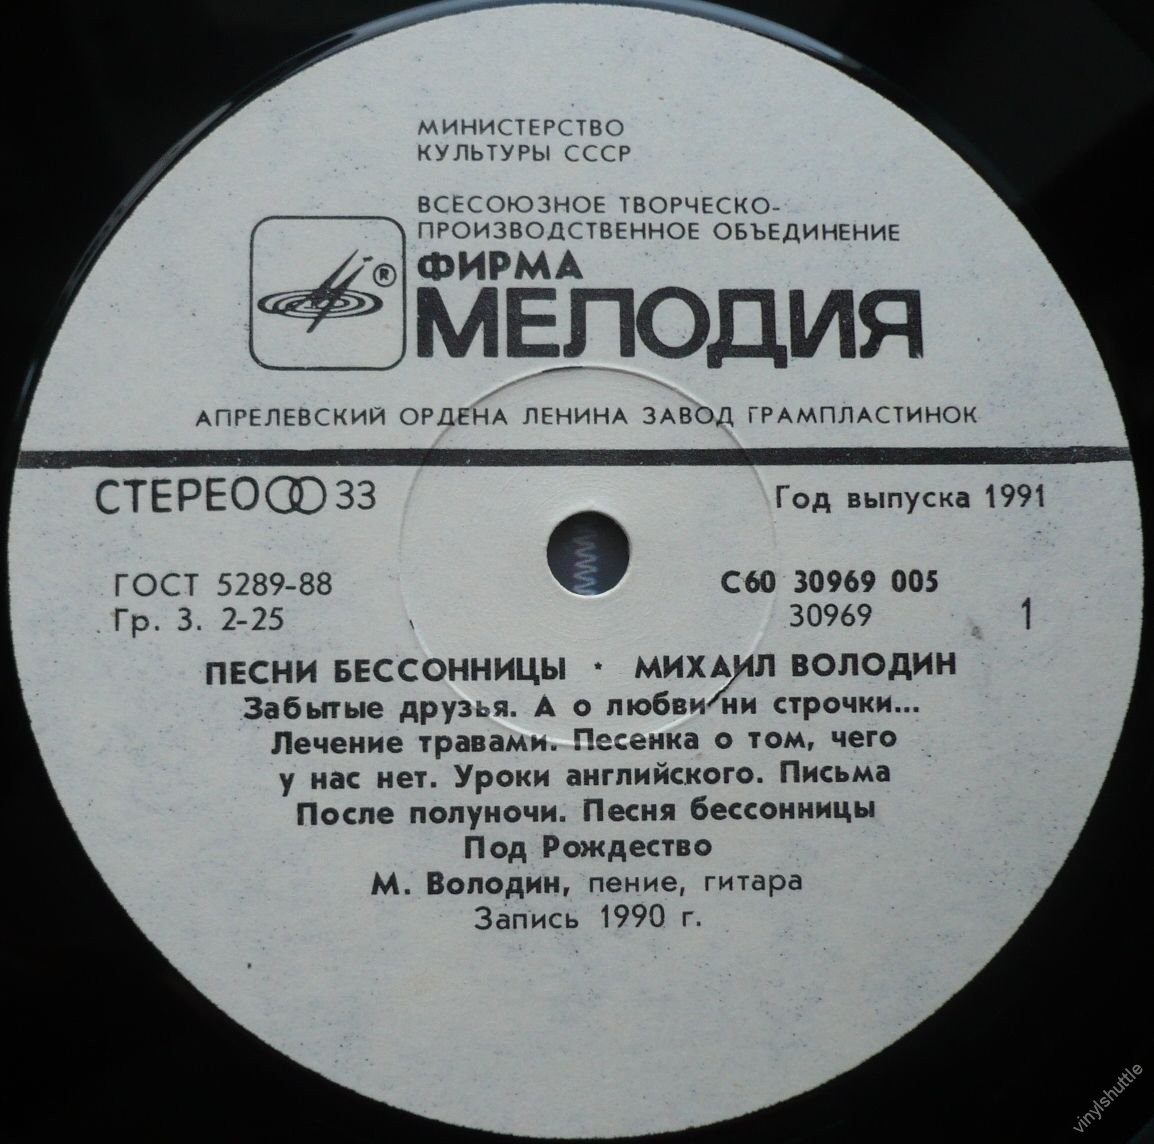 МИНИСТЕРСТВО
КУЛЬТУРЫ СССР
ВСЕСОЮЗНОЕ ТВОРЧЕСКО-
ПРОИЗВОДСТВЕННОЕ ОБЪЕДИНЕНИЕ
ФИРМА
МЕЛОДИЯ
®
АПРЕЛЕВСКИЙ ОРДЕНА ЛЕНИНА ЗАВОД ГРАМПЛАСТИНОК
СТЕРЕО 33
Год выпуска 1991
ГОСТ 5289-88
Гр. 3. 2-25
С60 30969 005
30969
1
ПЕСНИ БЕССОННИЦЫ · МИХАИЛ ВОЛОДИН
Забытые друзья. А о любви ни строчки...
Лечение травами. Песенка о том, чего
у нас нет. Уроки английского. Письма
После полуночи. Песня бессонницы
Под Рождество
М. Володин, пение, гитара
Запись 1990 г.
vinylshuttle